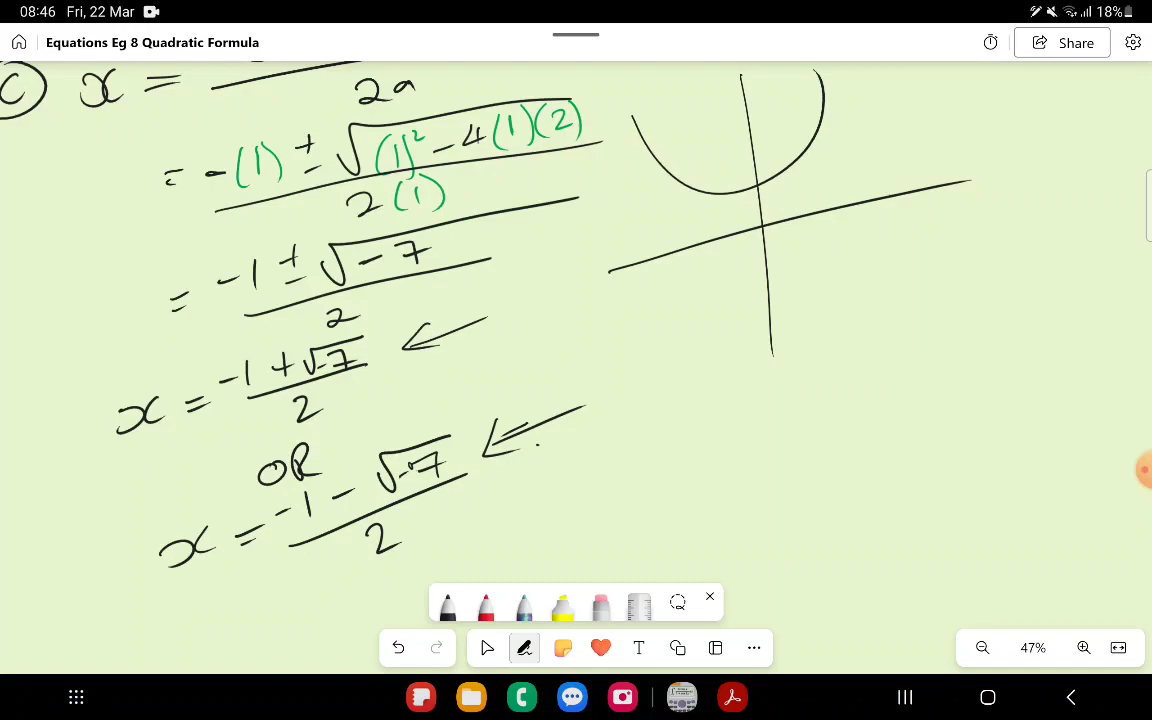 08:46 Fri, 22 Mar 18%
Equations Eg 8 Quadratic Formula Share
C x = 2a
= -(1) ± √(1)² - 4(1)(2)
2(1)
= -1 ± √-7
2
x = -1 + √-7
2
OR
x = -1 - √-7
2
T 47%